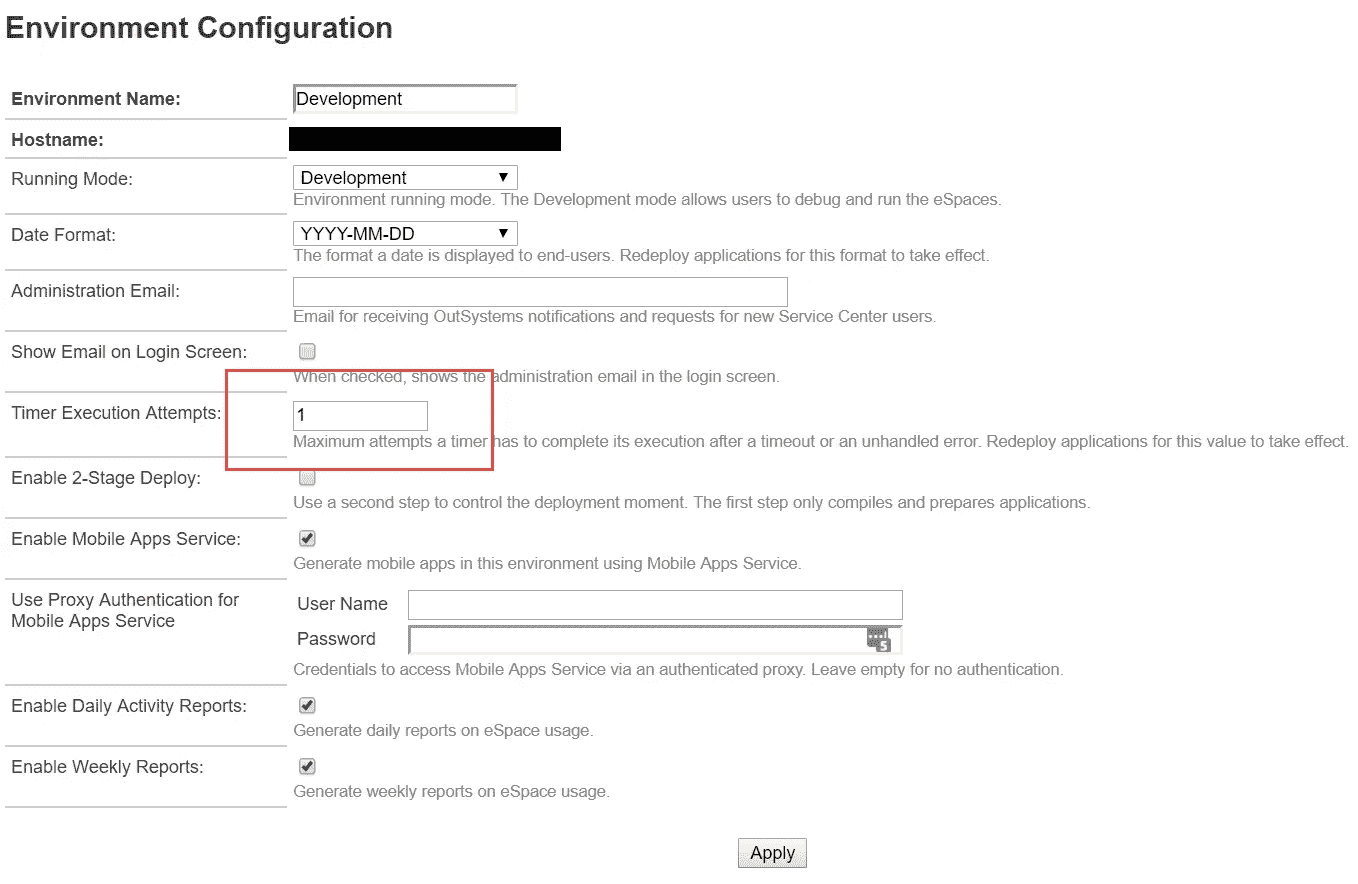 Environment Configuration
Environment Name: Development
Hostname:
Running Mode: Development
Environment running mode. The Development mode allows users to debug and run the eSpaces.
Date Format: YYYY-MM-DD
The format a date is displayed to end-users. Redeploy applications for this format to take effect.
Administration Email:
Email for receiving OutSystems notifications and requests for new Service Center users.
Show Email on Login Screen:
When checked, shows the administration email in the login screen.
Timer Execution Attempts: 1
Maximum attempts a timer has to complete its execution after a timeout or an unhandled error. Redeploy applications for this value to take effect.
Enable 2-Stage Deploy:
Use a second step to control the deployment moment. The first step only compiles and prepares applications.
Enable Mobile Apps Service:
Generate mobile apps in this environment using Mobile Apps Service.
Use Proxy Authentication for User Name
Mobile Apps Service
Password
Credentials to access Mobile Apps Service via an authenticated proxy. Leave empty for no authentication.
Enable Daily Activity Reports:
Generate daily reports on eSpace usage.
Enable Weekly Reports:
Generate weekly reports on eSpace usage.
Apply